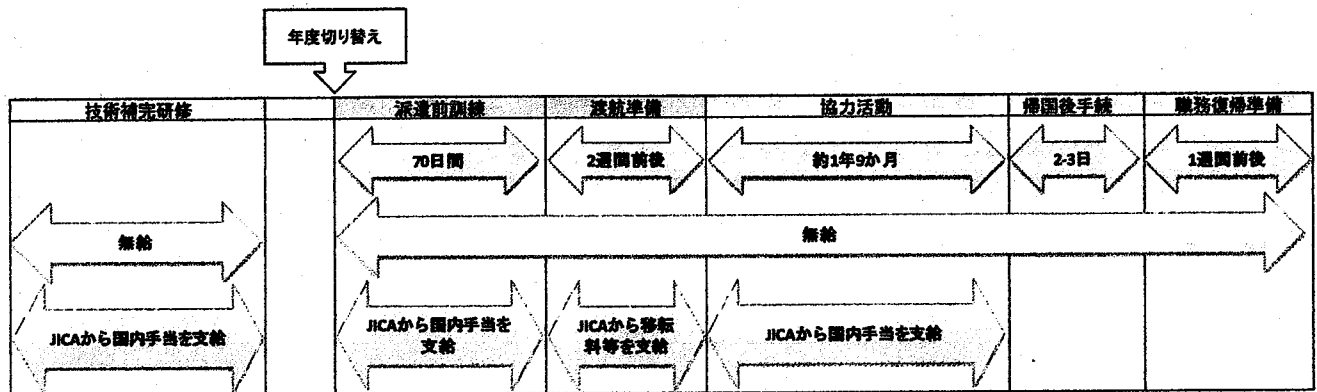 年度切り替え
技術補完研修
派遣前訓練
渡航準備
協力活動
帰国後手続
職務復帰準備
70日間
2週間前後
約1年9か月
2-3日
1週間前後
無給
無給
JICAから国内手当を支給
JICAから国内手当を
支給
JICAから移転
料等を支給
JICAから国内手当を支給